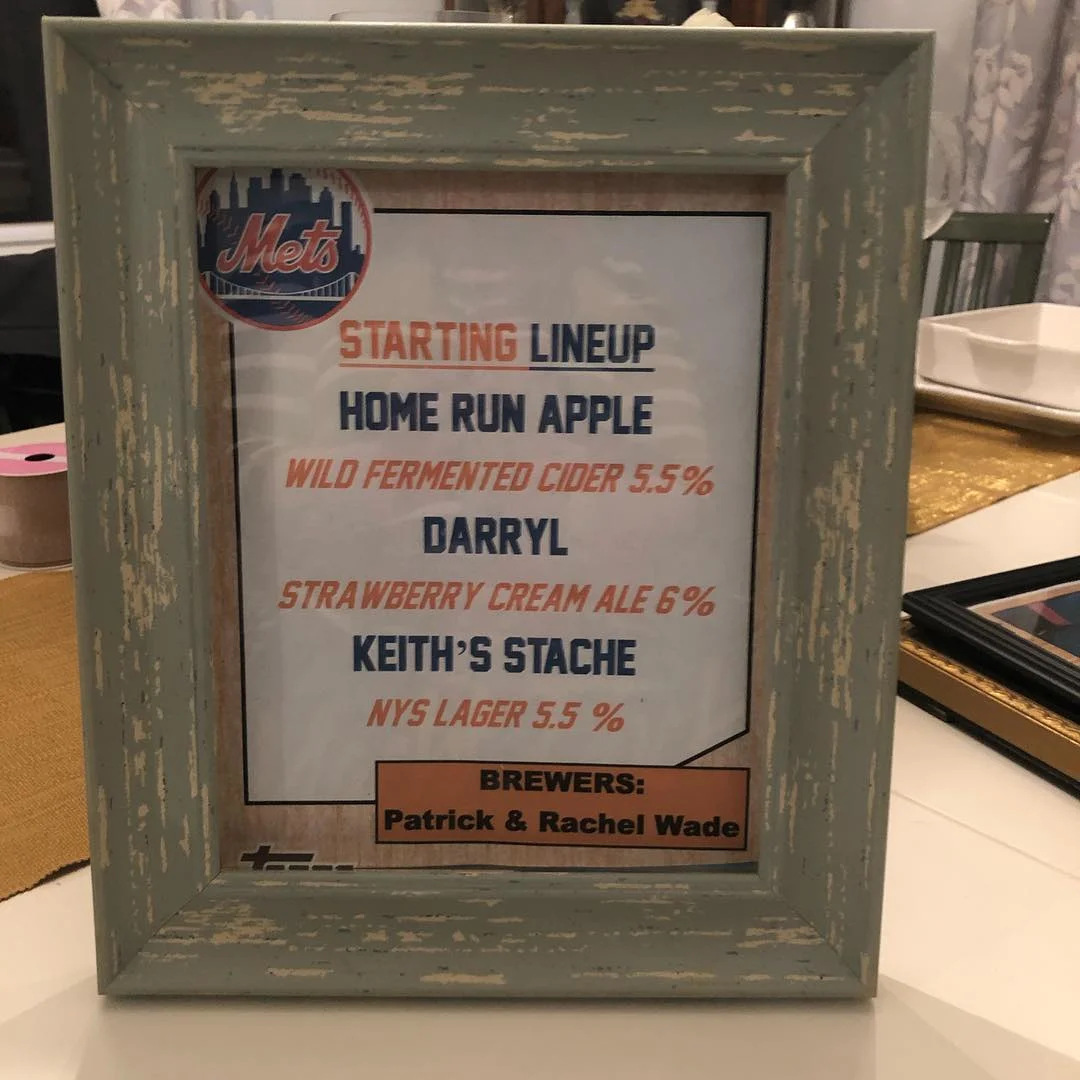 Mets
STARTING LINEUP
HOME RUN APPLE
WILD FERMENTED CIDER 5.5%
DARRYL
STRAWBERRY CREAM ALE 6%
KEITH'S STACHE
NYS LAGER 5.5 %
BREWERS:
Patrick & Rachel Wade